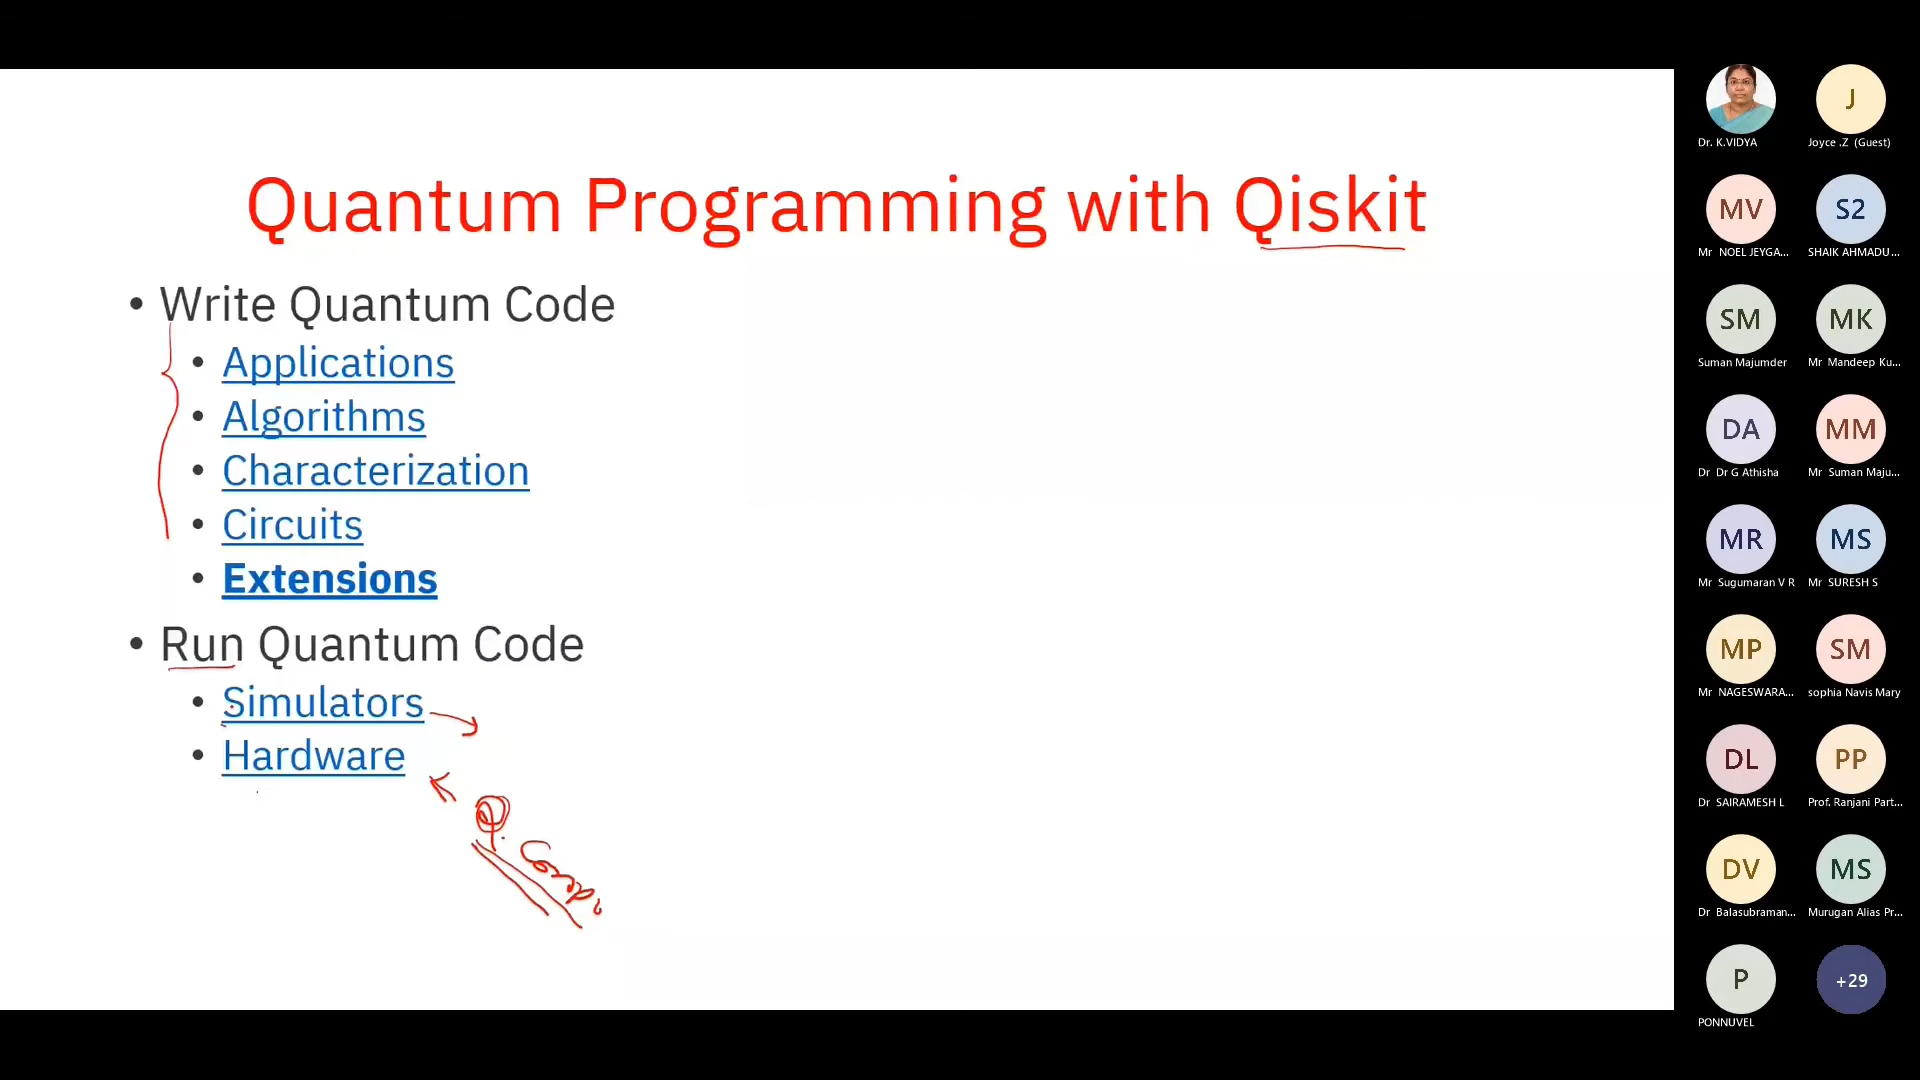 Quantum Programming with Qiskit
• Write Quantum Code
• Applications
• Algorithms
• Characterization
• Circuits
• Extensions
• Run Quantum Code
• Simulators
• Hardware
Q. Comp.
Dr. K.VIDYA
J
Joyce .Z (Guest)
MV
Mr NOEL JEYGA...
S2
SHAIK AHMADU...
SM
Suman Majumder
MK
Mr Mandeep Ku...
DA
Dr Dr G Athisha
MM
Mr Suman Maju...
MR
Mr Sugumaran V R
MS
Mr SURESH S
MP
Mr NAGESWARA...
SM
sophia Navis Mary
DL
Dr SAIRAMESH L
PP
Prof. Ranjani Part...
DV
Dr Balasubraman...
MS
Murugan Alias Pr...
P
PONNUVEL
+29